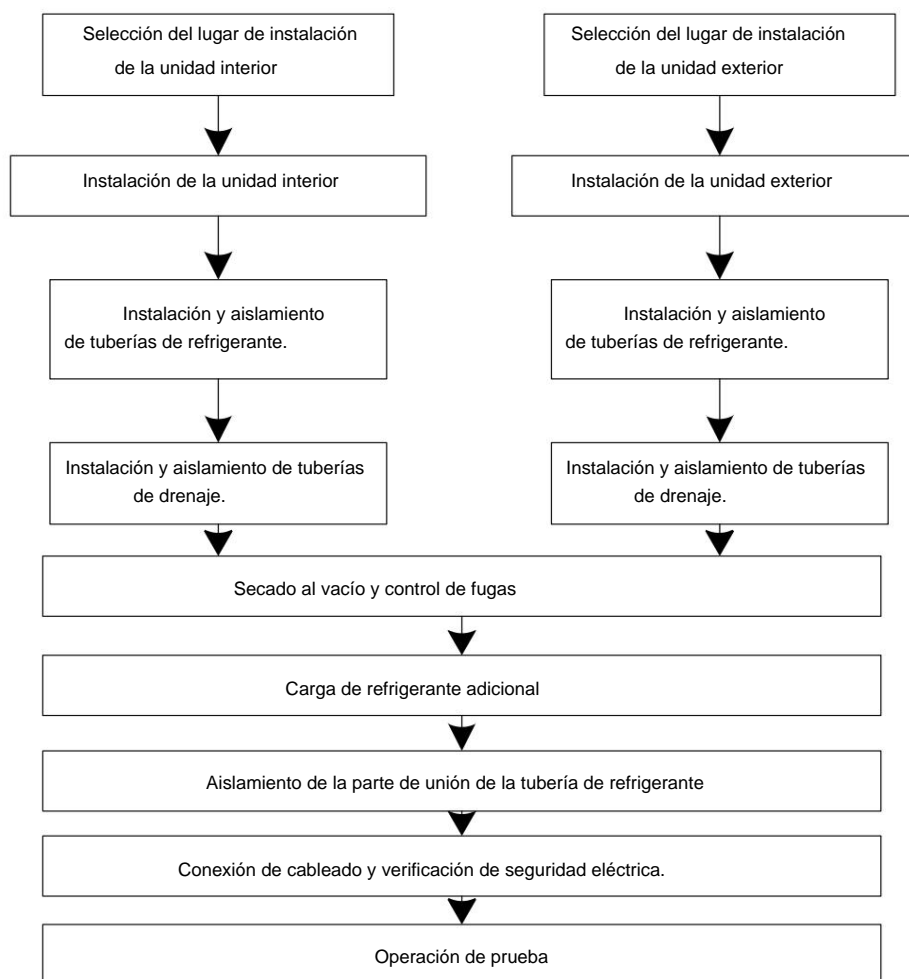 Selección del lugar de instalación
de la unidad interior
Selección del lugar de instalación
de la unidad exterior
Instalación de la unidad interior
Instalación de la unidad exterior
Instalación y aislamiento
de tuberías de refrigerante.
Instalación y aislamiento
de tuberías de refrigerante.
Instalación y aislamiento de tuberías
de drenaje.
Instalación y aislamiento de tuberías
de drenaje.
Secado al vacío y control de fugas
Carga de refrigerante adicional
Aislamiento de la parte de unión de la tubería de refrigerante
Conexión de cableado y verificación de seguridad eléctrica.
Operación de prueba